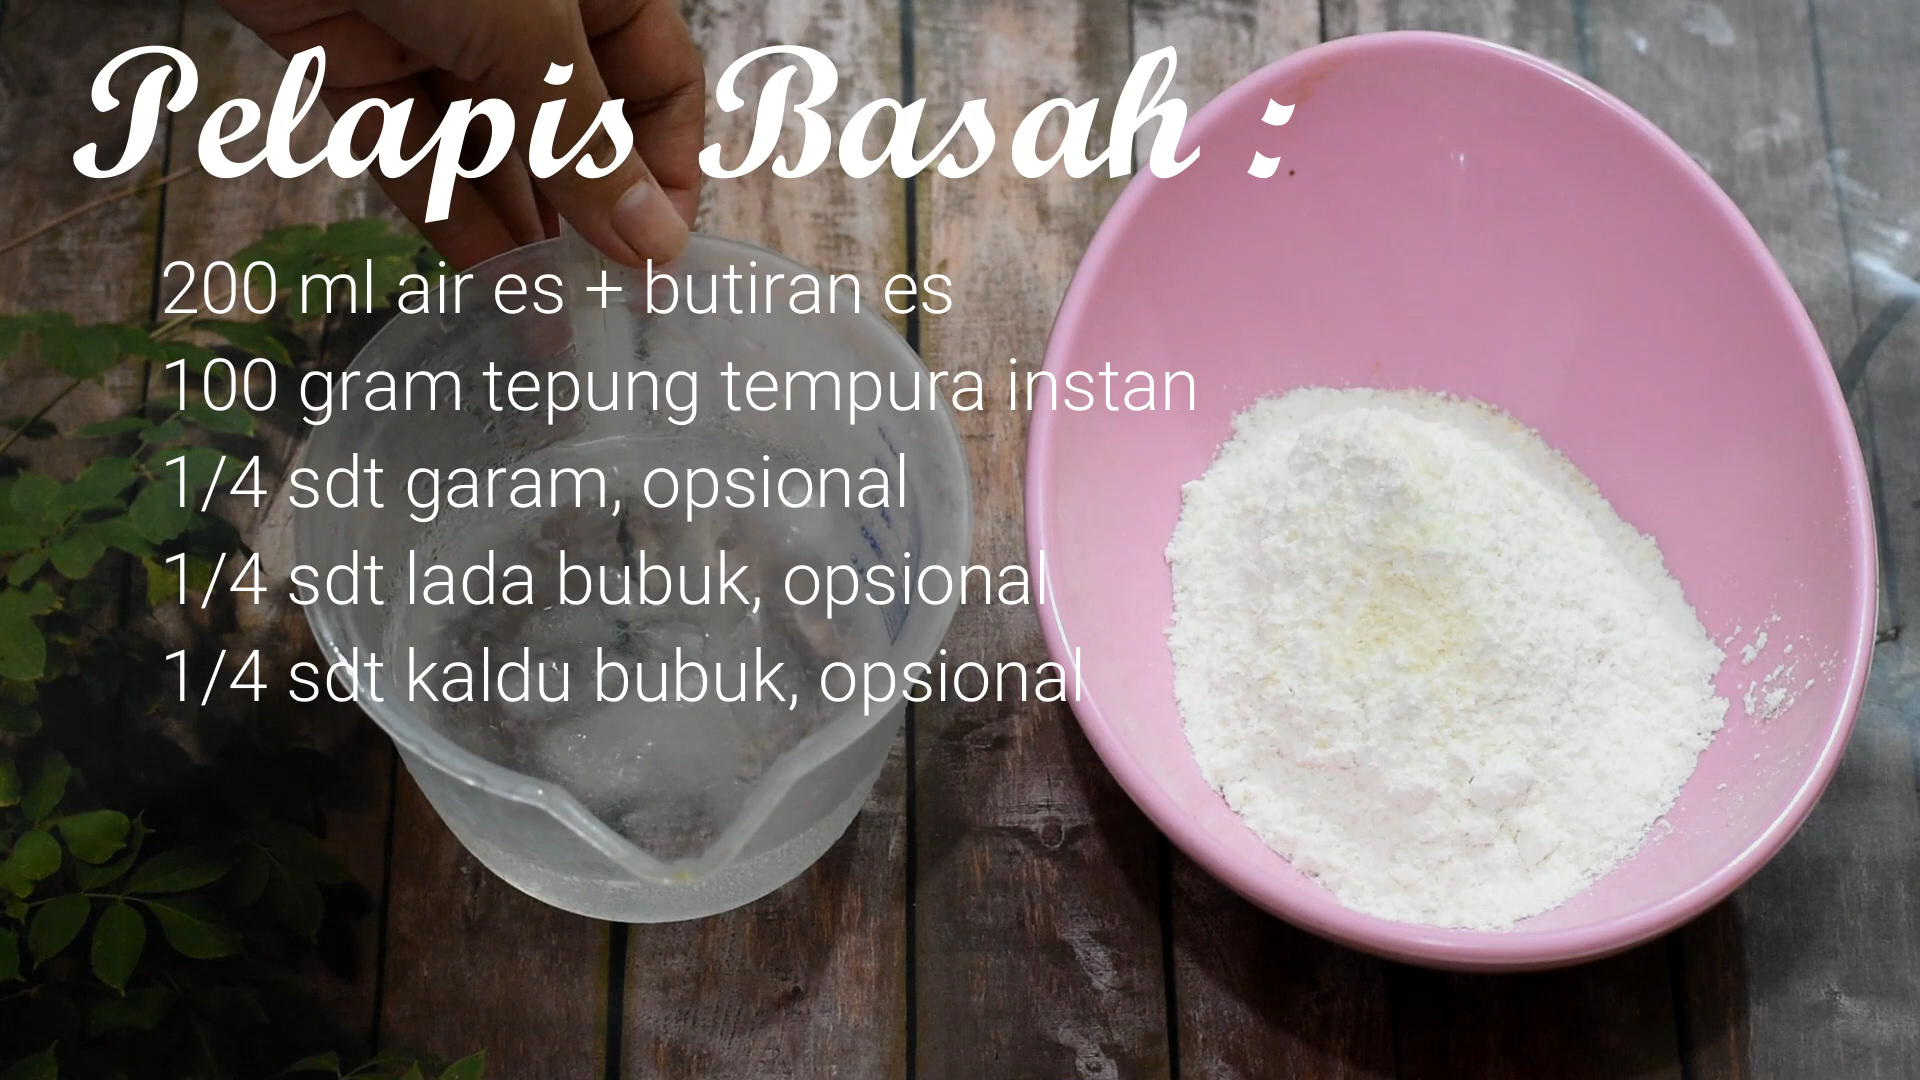 Pelapis Basah :
200 ml air es + butiran es
100 gram tepung tempura instan
1/4 sdt garam, opsional
1/4 sdt lada bubuk, opsional
1/4 sdt kaldu bubuk, opsional